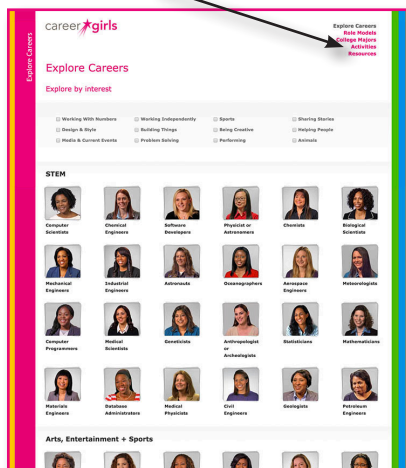 career girls
Explore Careers
Role Models
College Majors
Activities
Resources
Explore Careers
Explore Careers
Explore by interest
Working With Numbers
Working Independently
Sports
Sharing Stories
Design & Style
Building Things
Being Creative
Helping People
Media & Current Events
Problem Solving
Performing
Animals
STEM
Computer
Scientists
Chemical
Engineers
Software
Developers
Physicist or
Astronomers
Chemists
Biological
Scientists
Mechanical
Engineers
Industrial
Engineers
Astronauts
Oceanographers
Aerospace
Engineers
Meteorologists
Computer
Programmers
Medical
Scientists
Geneticists
Anthropologist
or
Archeologists
Statisticians
Mathematicians
Materials
Engineers
Database
Administrators
Medical
Physicists
Civil
Engineers
Geologists
Petroleum
Engineers
Arts, Entertainment + Sports